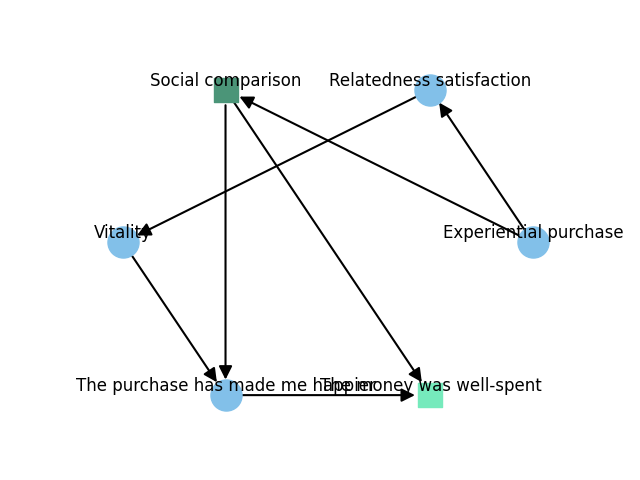 Social comparison
Relatedness satisfaction
Vitality
Experiential purchase
The purchase has made me happier
The money was well-spent